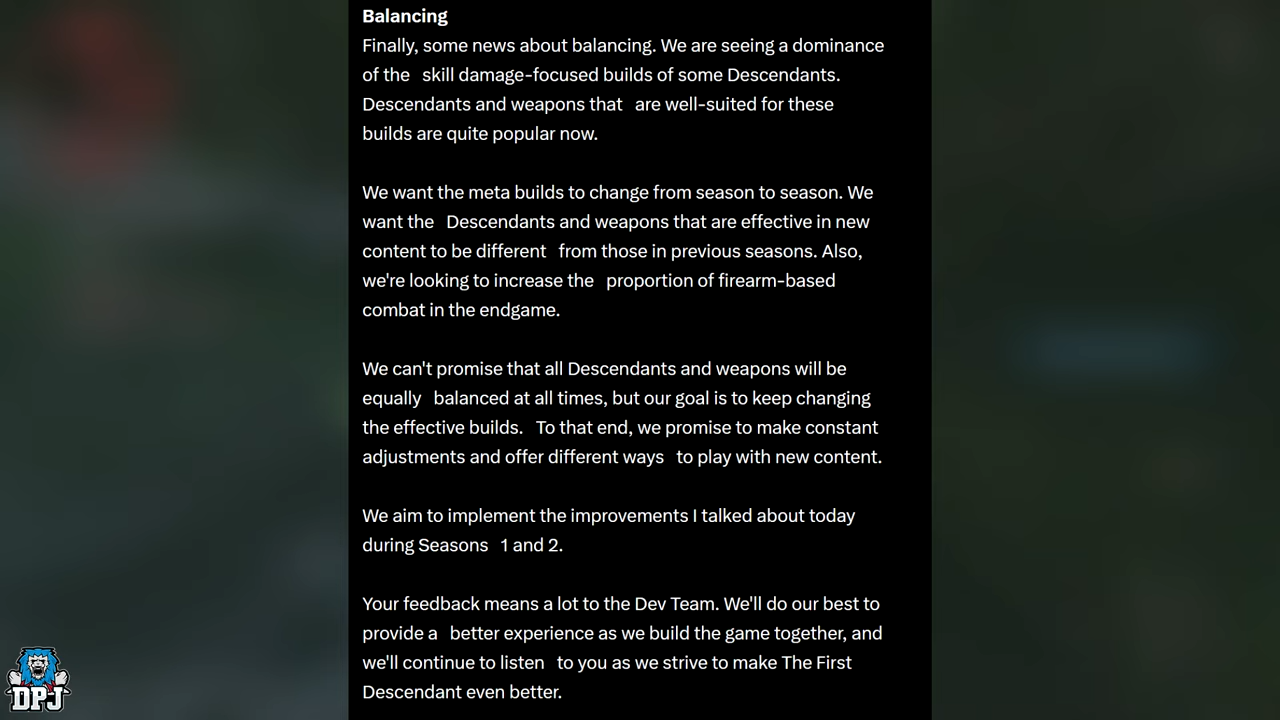 Balancing
Finally, some news about balancing. We are seeing a dominance
of the skill damage-focused builds of some Descendants.
Descendants and weapons that are well-suited for these
builds are quite popular now.
We want the meta builds to change from season to season. We
want the Descendants and weapons that are effective in new
content to be different from those in previous seasons. Also,
we're looking to increase the proportion of firearm-based
combat in the endgame.
We can't promise that all Descendants and weapons will be
equally balanced at all times, but our goal is to keep changing
the effective builds. To that end, we promise to make constant
adjustments and offer different ways to play with new content.
We aim to implement the improvements I talked about today
during Seasons 1 and 2.
Your feedback means a lot to the Dev Team. We'll do our best to
provide a better experience as we build the game together, and
we'll continue to listen to you as we strive to make The First
Descendant even better.
DPJ